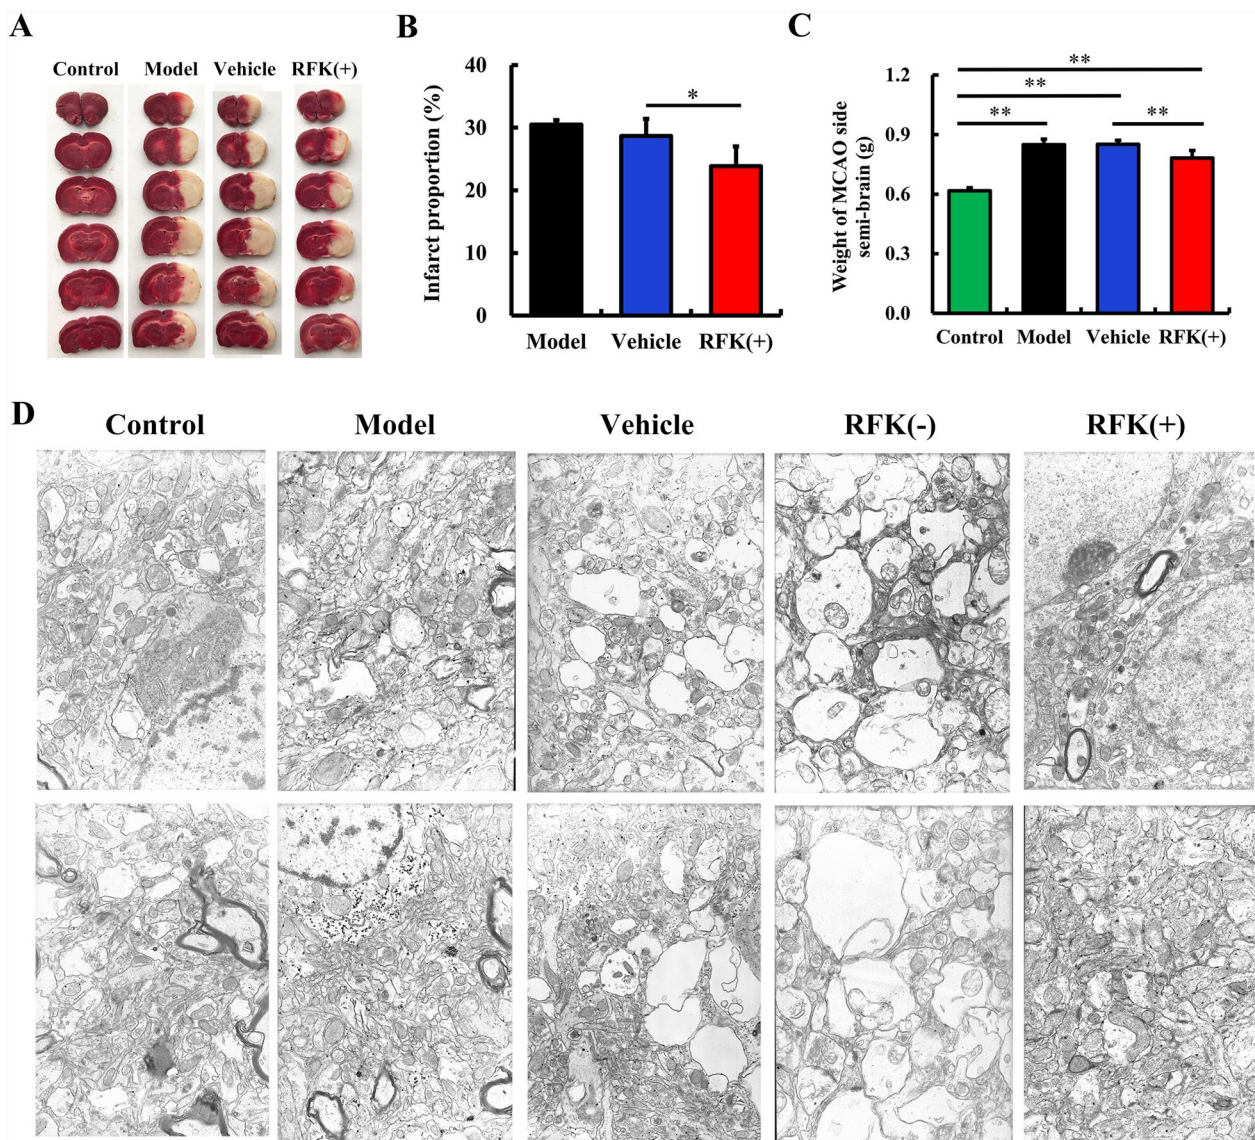 A
Control Model Vehicle RFK(+)
B
Infarct proportion (%)
40
30
20
10
0
*
Model Vehicle RFK(+)
C
Weight of MCAO side
semi-brain (g)
1.2
0.9
0.6
0.3
0.0
**
**
** **
Control Model Vehicle RFK(+)
D
Control Model Vehicle RFK(-) RFK(+)